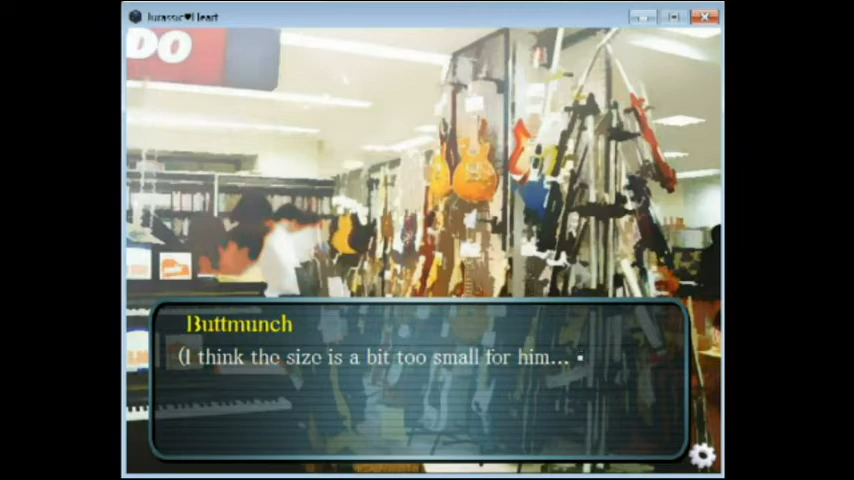 Jurassic♥Heart
DO
Buttmunch
(I think the size is a bit too small for him...